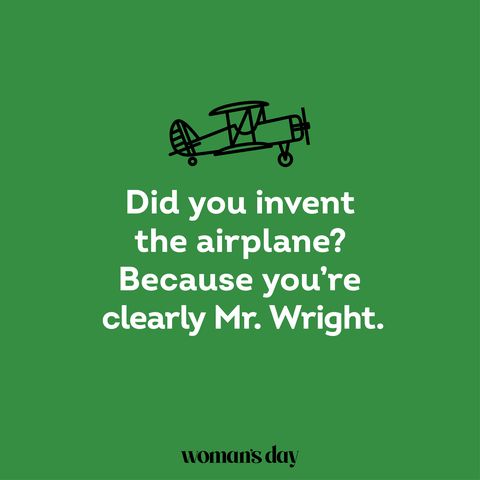 Did you invent
the airplane?
Because you're
clearly Mr. Wright.
woman's day